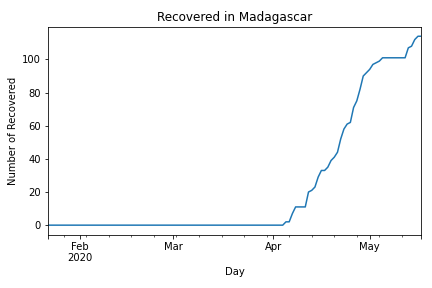 Recovered in Madagascar
Number of Recovered
100
80
60
40
20
0
Feb
2020
Mar
Apr
May
Day